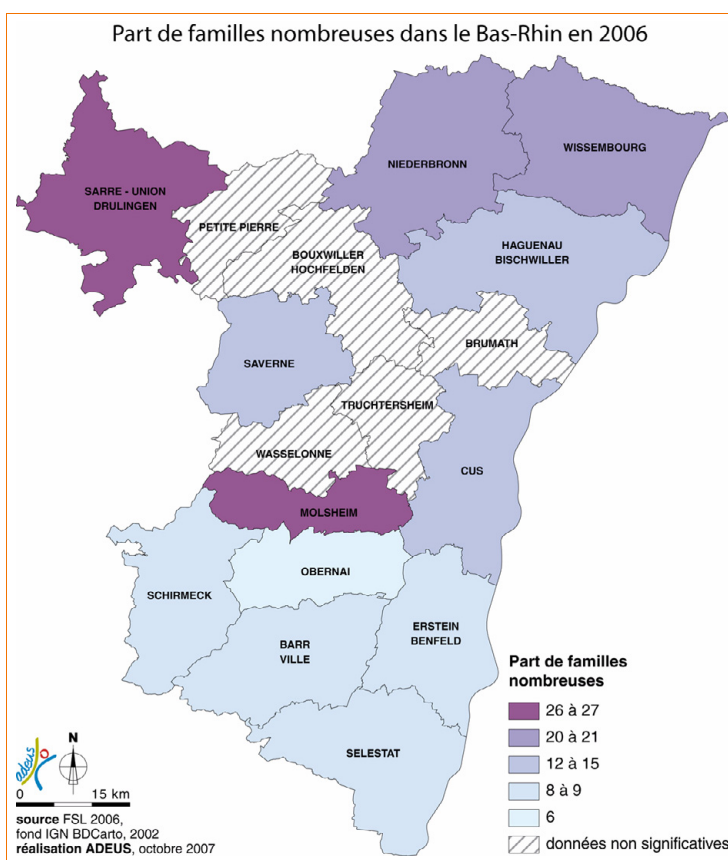 Part de familles nombreuses dans le Bas-Rhin en 2006
WISSEMBOURG
NIEDERBRONN
SARRE - UNION
DRULINGEN
PETITE PIERRE
HAGUENAU
BISCHWILLER
BOUXWILLER
HOCHFELDEN
BRUMATH
SAVERNE
TRUCHTERSHEIM
WASSELONNE
CUS
MOLSHEIM
OBERNAI
SCHIRMECK
ERSTEIN
BENFELD
BARR
VILLE
SELESTAT
Part de familles
nombreuses
26 à 27
20 à 21
12 à 15
8 à 9
6
données non significatives
N
adeus
0 15 km
source FSL 2006,
fond IGN BDCarto, 2002
réalisation ADEUS, octobre 2007